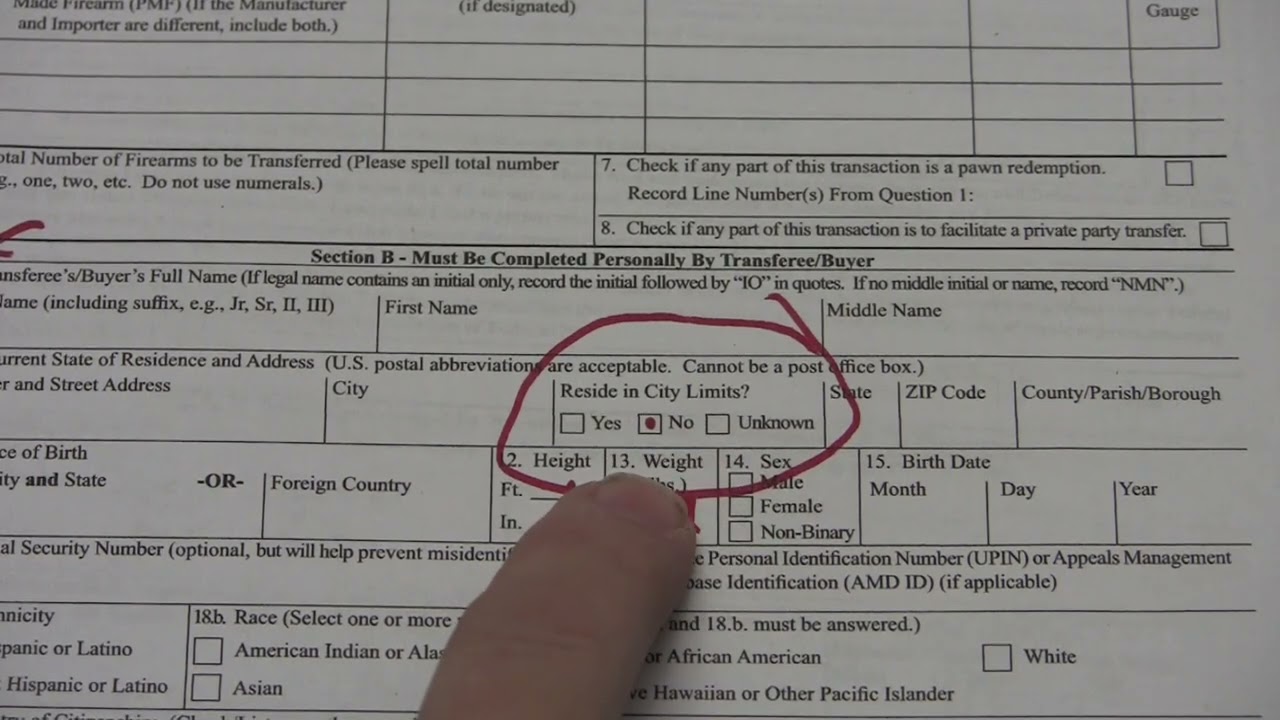 Made Firearm (PMF) (If the Manufacturer
and Importer are different, include both.)
(if designated)
Gauge
otal Number of Firearms to be Transferred (Please spell total number
g., one, two, etc. Do not use numerals.)
7. Check if any part of this transaction is a pawn redemption.
Record Line Number(s) From Question 1:
8. Check if any part of this transaction is to facilitate a private party transfer.
Section B - Must Be Completed Personally By Transferee/Buyer
ansferee's/Buyer's Full Name (If legal name contains an initial only, record the initial followed by “IO” in quotes. If no middle initial or name, record “NMN”.)
Name (including suffix, e.g., Jr, Sr, II, III)
First Name
Middle Name
urrent State of Residence and Address (U.S. postal abbreviations are acceptable. Cannot be a post office box.)
er and Street Address
City
Reside in City Limits?
Yes No Unknown
State
ZIP Code
County/Parish/Borough
ce of Birth
ity and State
-OR-
Foreign Country
2. Height
Ft.
In.
13. Weight
lbs.)
14. Sex
Male
Female
Non-Binary
15. Birth Date
Month
Day
Year
al Security Number (optional, but will help prevent misidentif
e Personal Identification Number (UPIN) or Appeals Management
base Identification (AMD ID) (if applicable)
nnicity
spanic or Latino
Hispanic or Latino
18.b. Race (Select one or more
and 18.b. must be answered.)
American Indian or Alas
or African American
White
Asian
ve Hawaiian or Other Pacific Islander